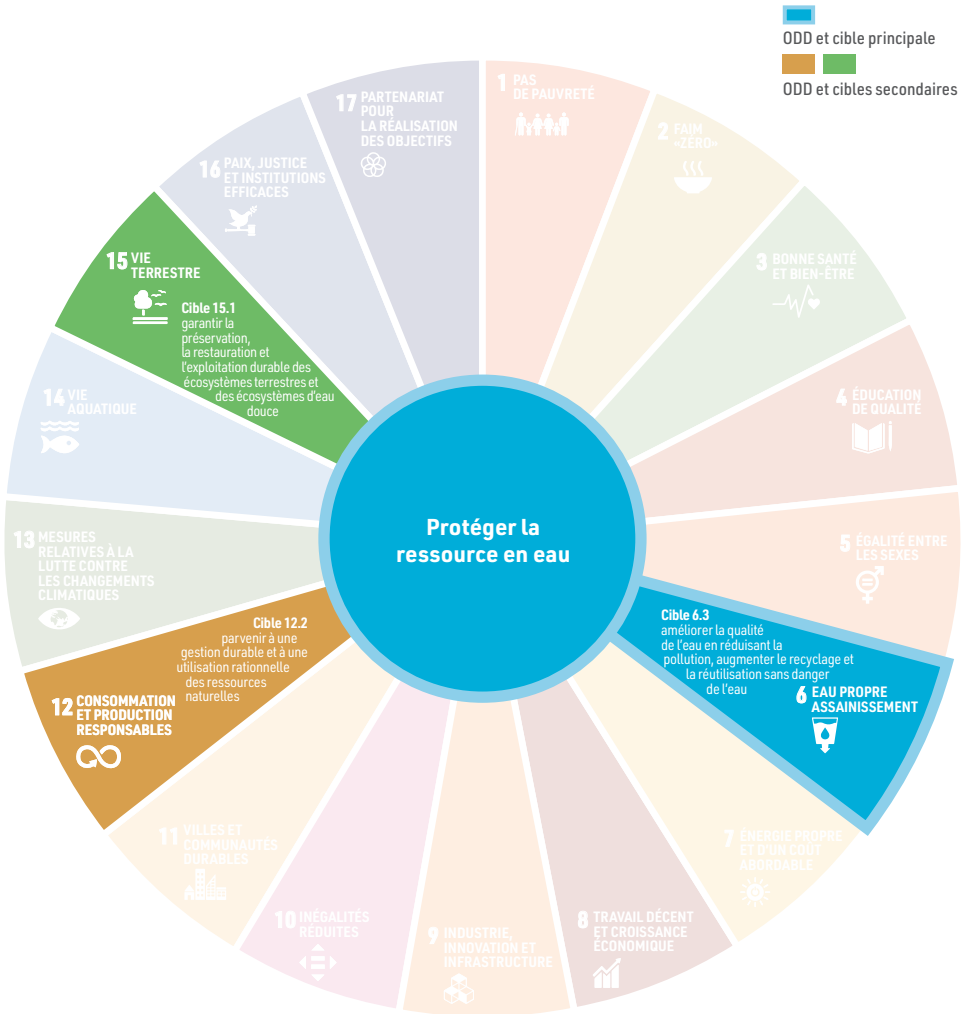 ODD et cible principale
ODD et cibles secondaires
1 PAS
DE PAUVRETÉ
2 FAIM
«ZÉRO»
3 BONNE SANTÉ
ET BIEN-ÊTRE
4 ÉDUCATION
DE QUALITÉ
5 ÉGALITÉ ENTRE
LES SEXES
Cible 6.3
améliorer la qualité
de l'eau en réduisant la
pollution, augmenter le recyclage et
la réutilisation sans danger
de l'eau
6 EAU PROPRE
ASSAINISSEMENT
7 ÉNERGIE PROPRE
ET D'UN COÛT
ABORDABLE
8 TRAVAIL DÉCENT
ET CROISSANCE
ÉCONOMIQUE
9 INDUSTRIE,
INNOVATION ET
INFRASTRUCTURE
10 INÉGALITÉS
RÉDUITES
11 VILLES ET
COMMUNAUTÉS
DURABLES
Cible 12.2
parvenir à une
gestion durable et à une
utilisation rationnelle
des ressources
naturelles
12 CONSOMMATION
ET PRODUCTION
RESPONSABLES
13 MESURES
RELATIVES À LA
LUTTE CONTRE
LES CHANGEMENTS
CLIMATIQUES
14 VIE
AQUATIQUE
15 VIE
TERRESTRE
Cible 15.1
garantir la
préservation,
la restauration et
l'exploitation durable des
écosystèmes terrestres et
des écosystèmes d'eau
douce
16 PAIX, JUSTICE
ET INSTITUTIONS
EFFICACES
17 PARTENARIAT
POUR
LA RÉALISATION
DES OBJECTIFS
Protéger la
ressource en eau